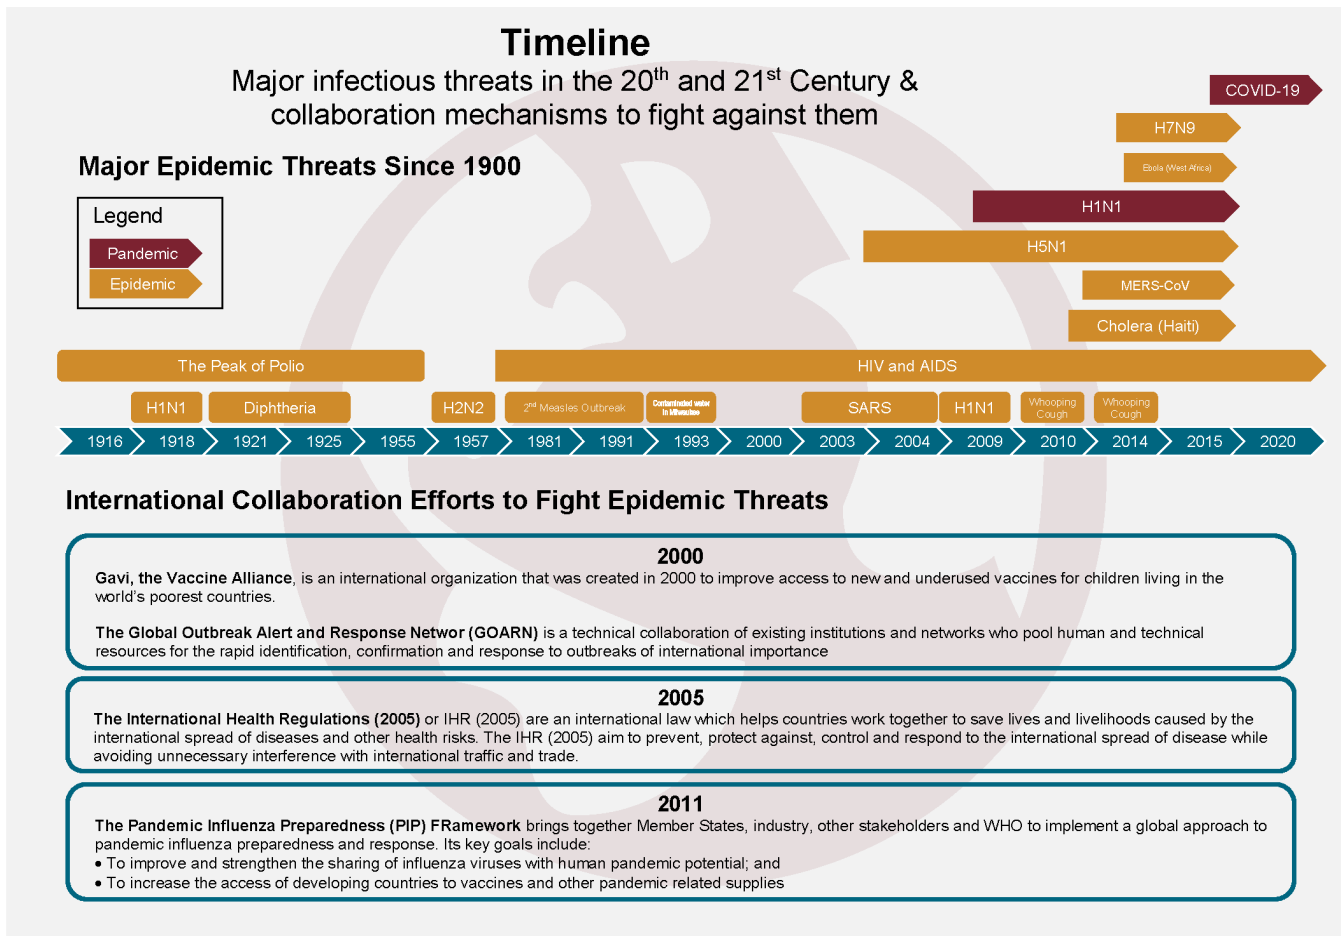 Timeline
Major infectious threats in the 20th and 21st Century &
collaboration mechanisms to fight against them
Major Epidemic Threats Since 1900
Legend
Pandemic
Epidemic
COVID-19
H7N9
Ebola (West Africa)
H1N1
H5N1
MERS-CoV
Cholera (Haiti)
The Peak of Polio
HIV and AIDS
H1N1
Diphtheria
H2N2
2nd Measles Outbreak
Contaminated water
in Milwaukee
SARS
H1N1
Whooping
Cough
Whooping
Cough
1916 1918 1921 1925 1955 1957 1981 1991 1993 2000 2003 2004 2009 2010 2014 2015 2020
International Collaboration Efforts to Fight Epidemic Threats
2000
Gavi, the Vaccine Alliance, is an international organization that was created in 2000 to improve access to new and underused vaccines for children living in the
world's poorest countries.
The Global Outbreak Alert and Response Networ (GOARN) is a technical collaboration of existing institutions and networks who pool human and technical
resources for the rapid identification, confirmation and response to outbreaks of international importance
2005
The International Health Regulations (2005) or IHR (2005) are an international law which helps countries work together to save lives and livelihoods caused by the
international spread of diseases and other health risks. The IHR (2005) aim to prevent, protect against, control and respond to the international spread of disease while
avoiding unnecessary interference with international traffic and trade.
2011
The Pandemic Influenza Preparedness (PIP) FRamework brings together Member States, industry, other stakeholders and WHO to implement a global approach to
pandemic influenza preparedness and response. Its key goals include:
• To improve and strengthen the sharing of influenza viruses with human pandemic potential; and
• To increase the access of developing countries to vaccines and other pandemic related supplies